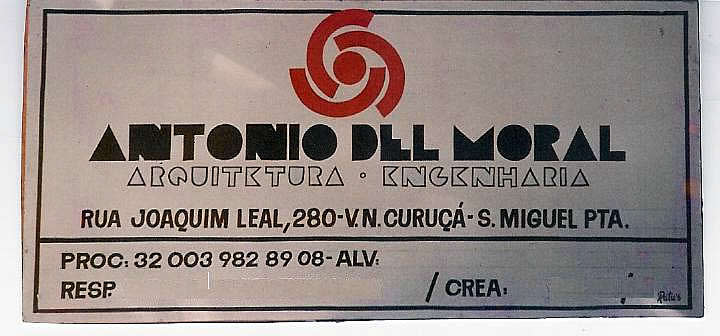 ANTONIO DEL MORAL
ARQUITETURA · ENGENHARIA
RUA JOAQUIM LEAL, 280 - V.N. CURUÇÁ - S. MIGUEL PTA.
PROC: 32 003 982 89 08 - ALV:
RESP. / CREA: